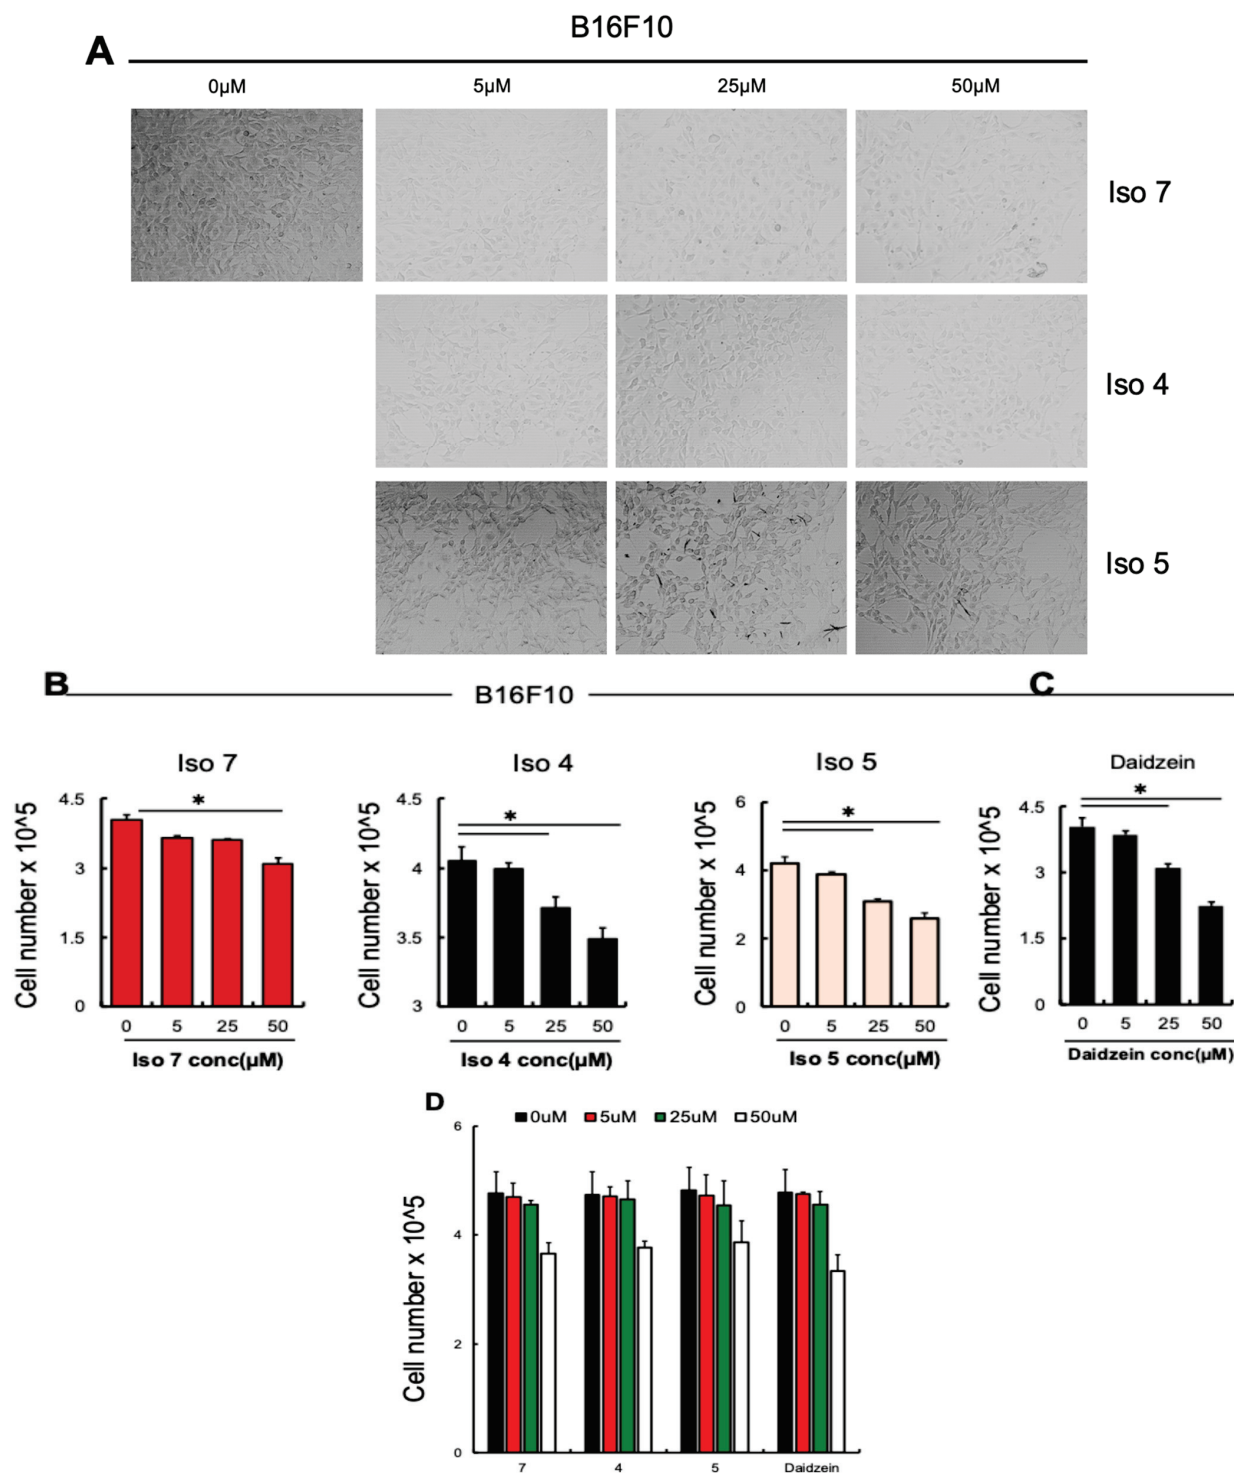 B16F10
A
0µM 5µM 25µM 50µM
Iso 7
Iso 4
Iso 5
B
B16F10
C
Iso 7
Cell number x 10^5
4.5
3
1.5
0
*
0 5 25 50
Iso 7 conc(µM)
Iso 4
Cell number x 10^5
4.5
4
3.5
3
*
0 5 25 50
Iso 4 conc(µM)
Iso 5
Cell number x 10^5
6
4
2
0
*
0 5 25 50
Iso 5 conc(µM)
Daidzein
Cell number x 10^5
4.5
3
1.5
0
*
0 5 25 50
Daidzein conc(µM)
D
0uM 5uM 25uM 50uM
Cell number x 10^5
6
4
2
0
7 4 5 Daidzein